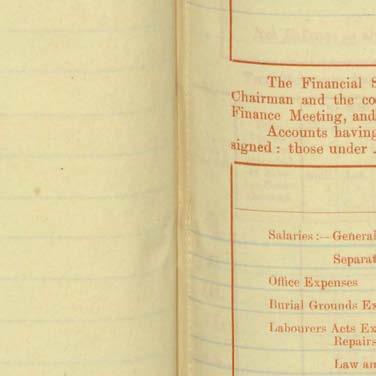 The Financial S
Chairman and the co
Finance Meeting, and
Accounts having
signed: those under
Salaries:—General
Separat
Office Expenses
Burial Grounds Ex
Labourers Acts Ex
Repairs
Law an